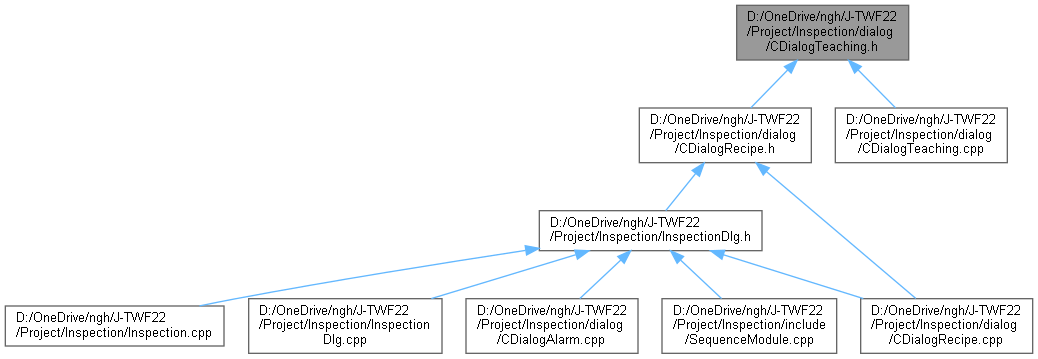 D:/OneDrive/ngh/J-TWF22
/Project/Inspection/dialog
/CDialogTeaching.h
D:/OneDrive/ngh/J-TWF22
/Project/Inspection/dialog
/CDialogRecipe.h
D:/OneDrive/ngh/J-TWF22
/Project/Inspection/dialog
/CDialogTeaching.cpp
D:/OneDrive/ngh/J-TWF22
/Project/Inspection/InspectionDlg.h
D:/OneDrive/ngh/J-TWF22
/Project/Inspection/Inspection.cpp
D:/OneDrive/ngh/J-TWF22
/Project/Inspection/Inspection
Dlg.cpp
D:/OneDrive/ngh/J-TWF22
/Project/Inspection/dialog
/CDialogAlarm.cpp
D:/OneDrive/ngh/J-TWF22
/Project/Inspection/include
/SequenceModule.cpp
D:/OneDrive/ngh/J-TWF22
/Project/Inspection/dialog
/CDialogRecipe.cpp